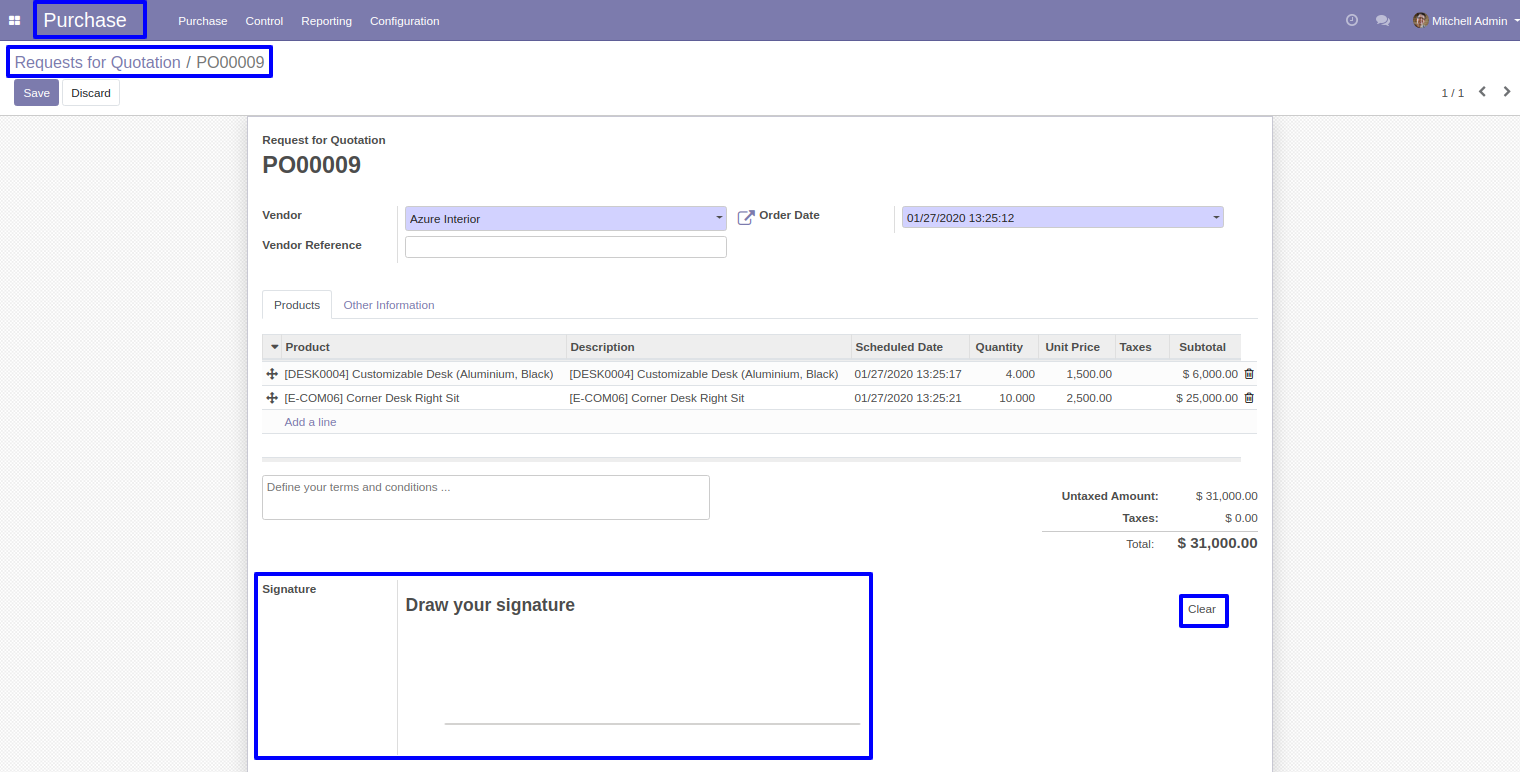 Purchase Purchase Control Reporting Configuration Mitchell Admin
Requests for Quotation / PO00009
Save Discard 1 / 1
Request for Quotation
PO00009
Vendor Azure Interior Order Date 01/27/2020 13:25:12
Vendor Reference
Products Other Information
Product Description Scheduled Date Quantity Unit Price Taxes Subtotal
[DESK0004] Customizable Desk (Aluminium, Black) [DESK0004] Customizable Desk (Aluminium, Black) 01/27/2020 13:25:17 4.000 1,500.00 $ 6,000.00
[E-COM06] Corner Desk Right Sit [E-COM06] Corner Desk Right Sit 01/27/2020 13:25:21 10.000 2,500.00 $ 25,000.00
Add a line
Define your terms and conditions ...
Untaxed Amount: $ 31,000.00
Taxes: $ 0.00
Total: $ 31,000.00
Signature
Draw your signature
Clear